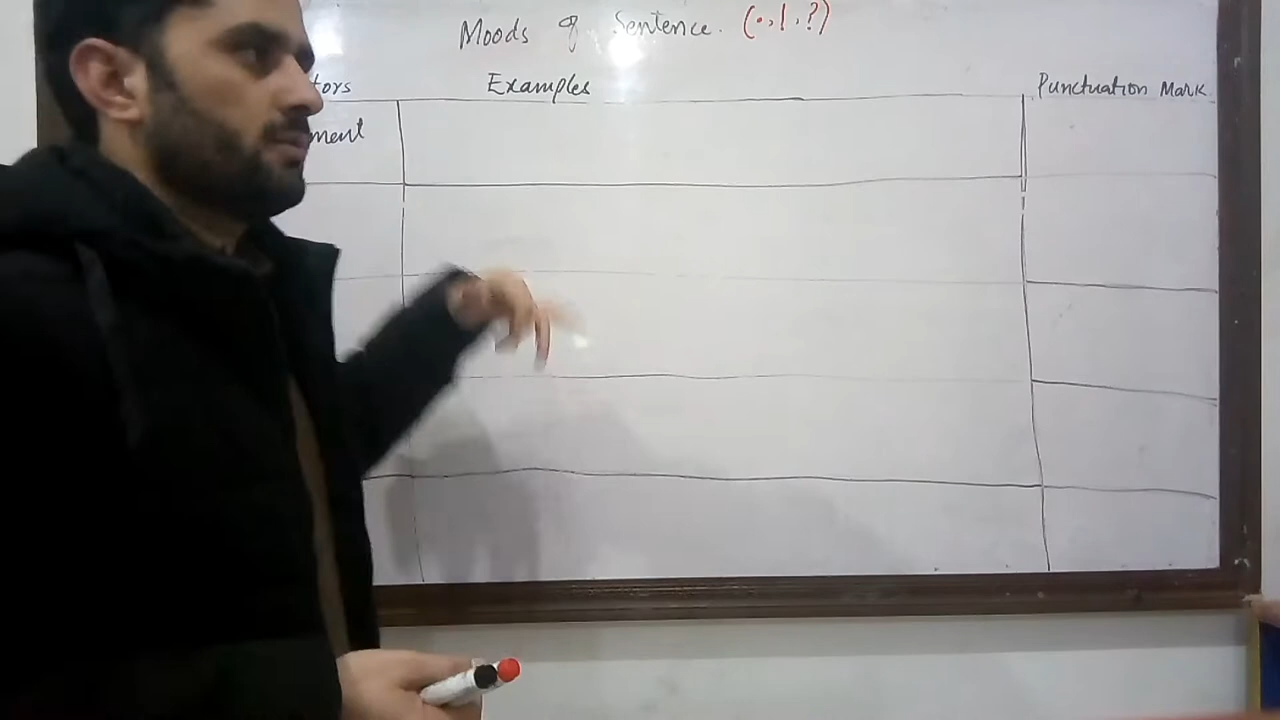 Moods of Sentence. (.,!,?)
tors Examples Punctuation Mark
ment